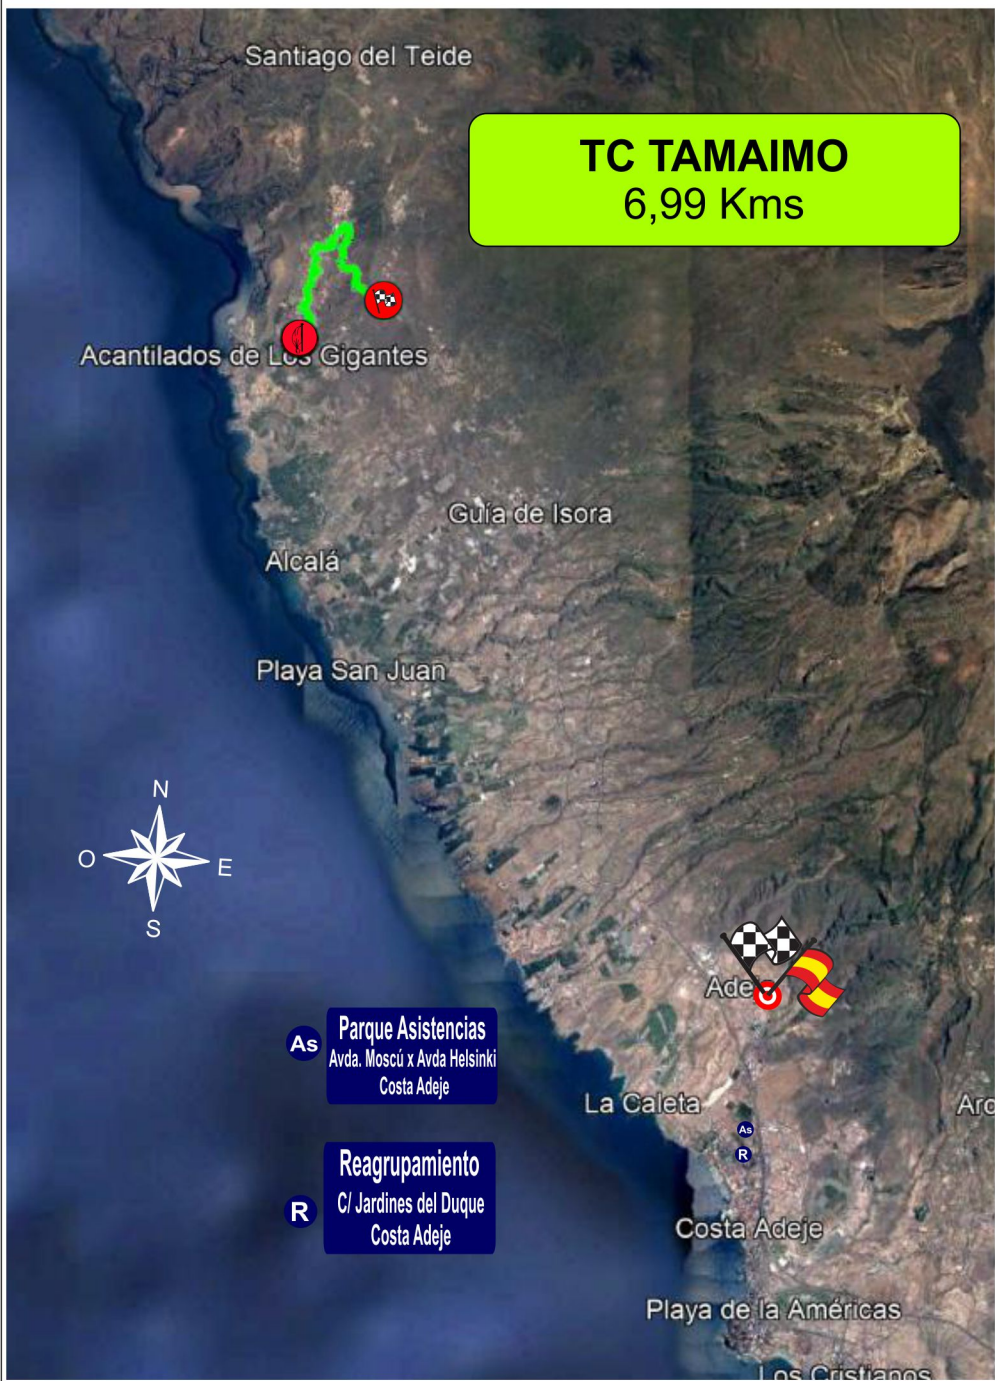 Santiago del Teide
TC TAMAIMO
6,99 Kms
Acantilados de Los Gigantes
Guía de Isora
Alcalá
Playa San Juan
N
O
E
S
Adeje
As
Parque Asistencias
Avda. Moscú x Avda Helsinki
Costa Adeje
La Caleta
Aro
As
R
R
Reagrupamiento
C/ Jardines del Duque
Costa Adeje
Costa Adeje
Playa de la Américas
Los Cristianos